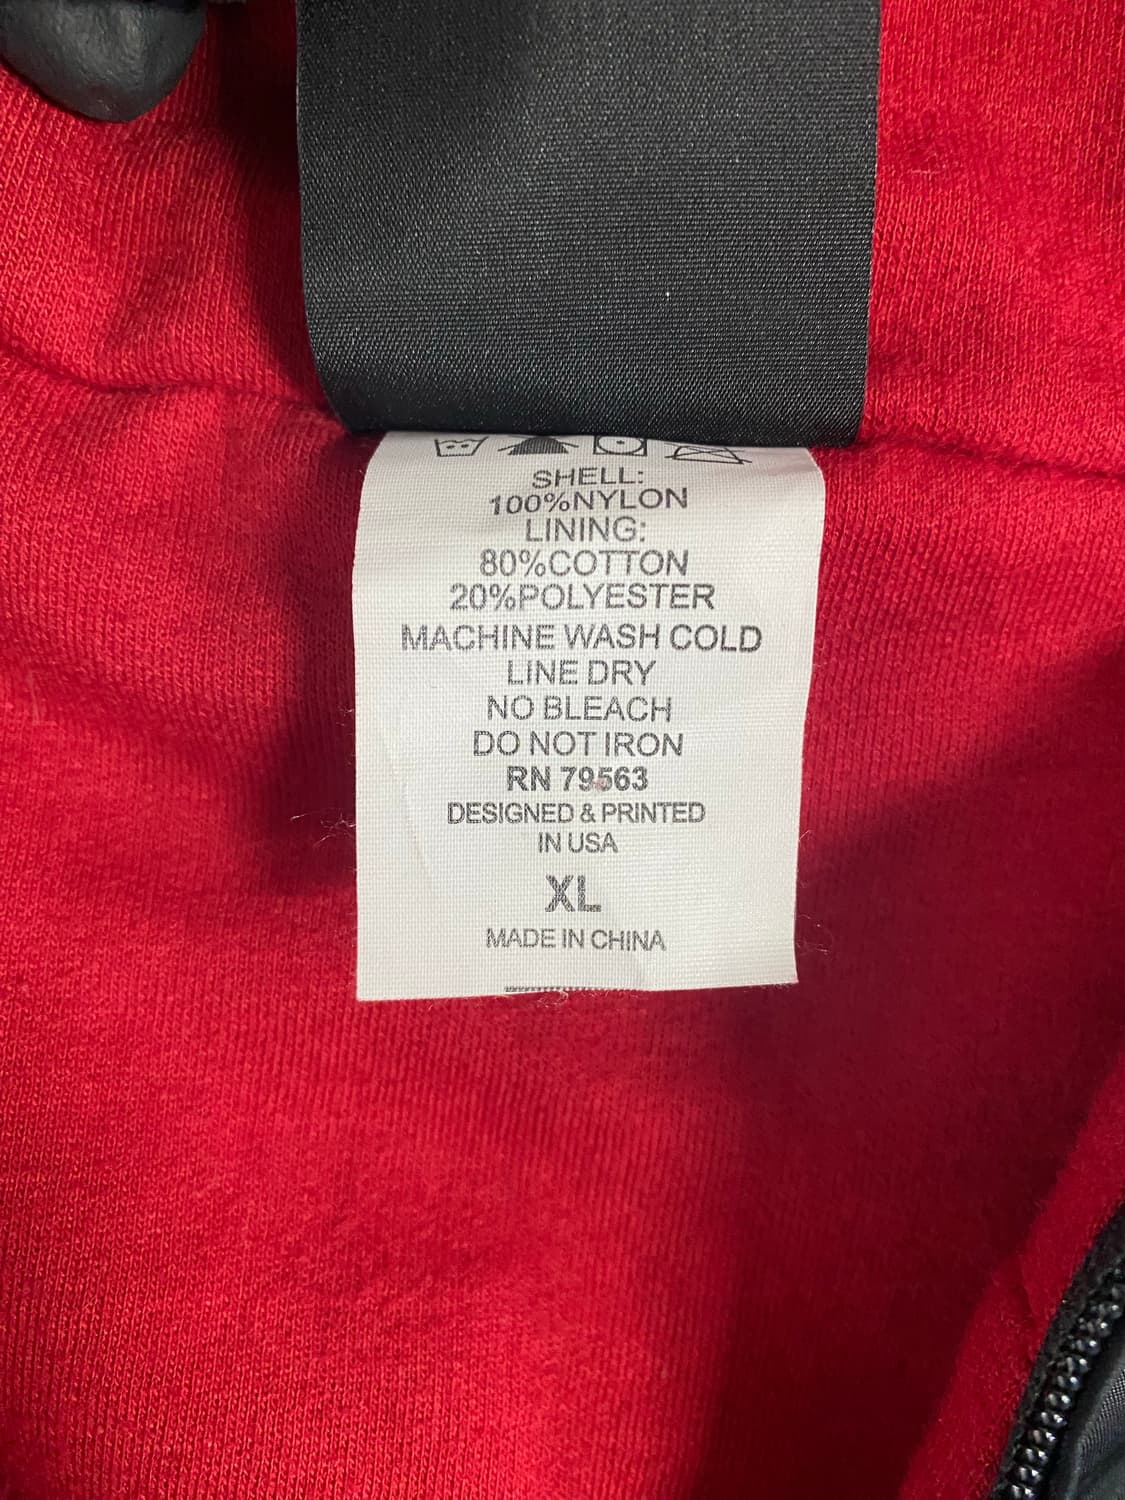 SHELL:
100%NYLON
LINING:
80%COTTON
20%POLYESTER
MACHINE WASH COLD
LINE DRY
NO BLEACH
DO NOT IRON
RN 79563
DESIGNED & PRINTED
IN USA
XL
MADE IN CHINA